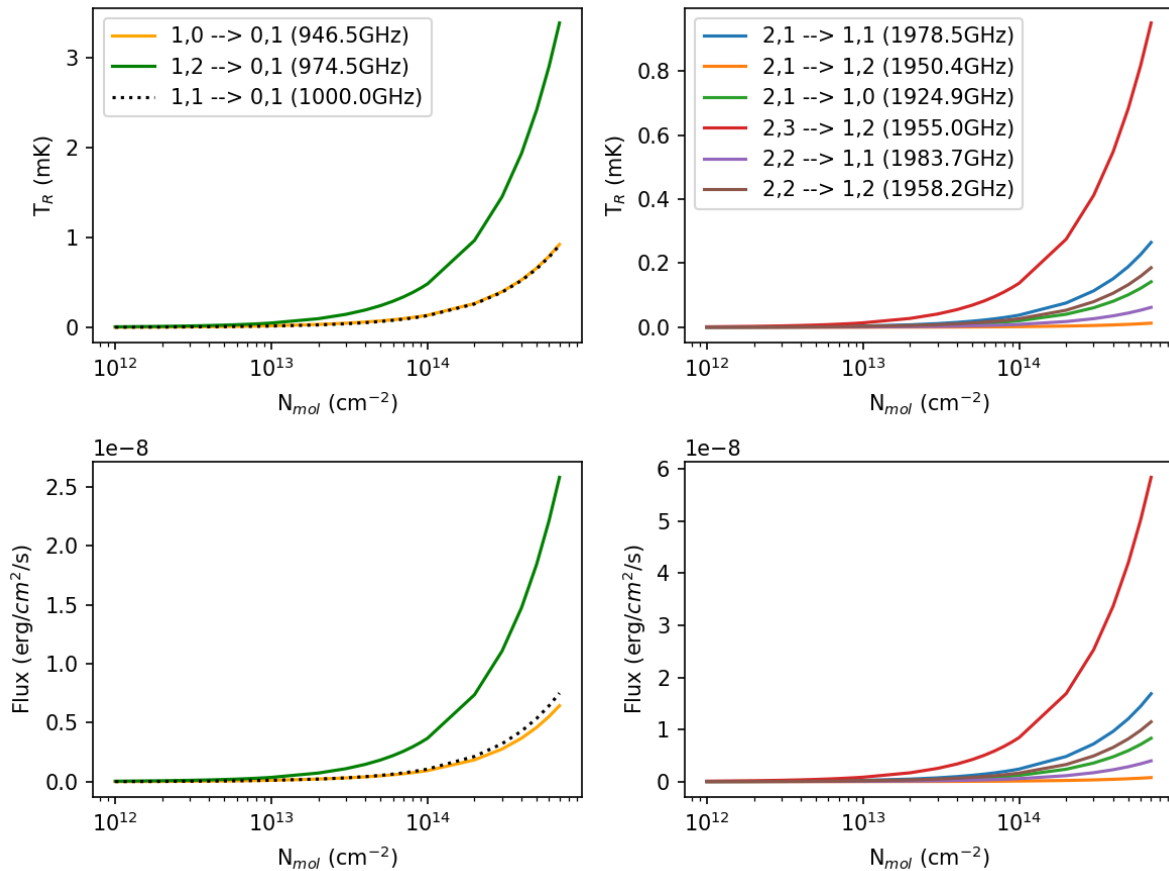 1,0 --> 0,1 (946.5GHz)
1,2 --> 0,1 (974.5GHz)
1,1 --> 0,1 (1000.0GHz)
3
2
1
0
T_R (mK)
10^12
10^13
10^14
N_mol (cm^−2)
2,1 --> 1,1 (1978.5GHz)
2,1 --> 1,2 (1950.4GHz)
2,1 --> 1,0 (1924.9GHz)
2,3 --> 1,2 (1955.0GHz)
2,2 --> 1,1 (1983.7GHz)
2,2 --> 1,2 (1958.2GHz)
0.8
0.6
0.4
0.2
0.0
T_R (mK)
10^12
10^13
10^14
N_mol (cm^−2)
1e−8
2.5
2.0
1.5
1.0
0.5
0.0
Flux (erg/cm^2/s)
10^12
10^13
10^14
N_mol (cm^−2)
1e−8
6
5
4
3
2
1
0
Flux (erg/cm^2/s)
10^12
10^13
10^14
N_mol (cm^−2)